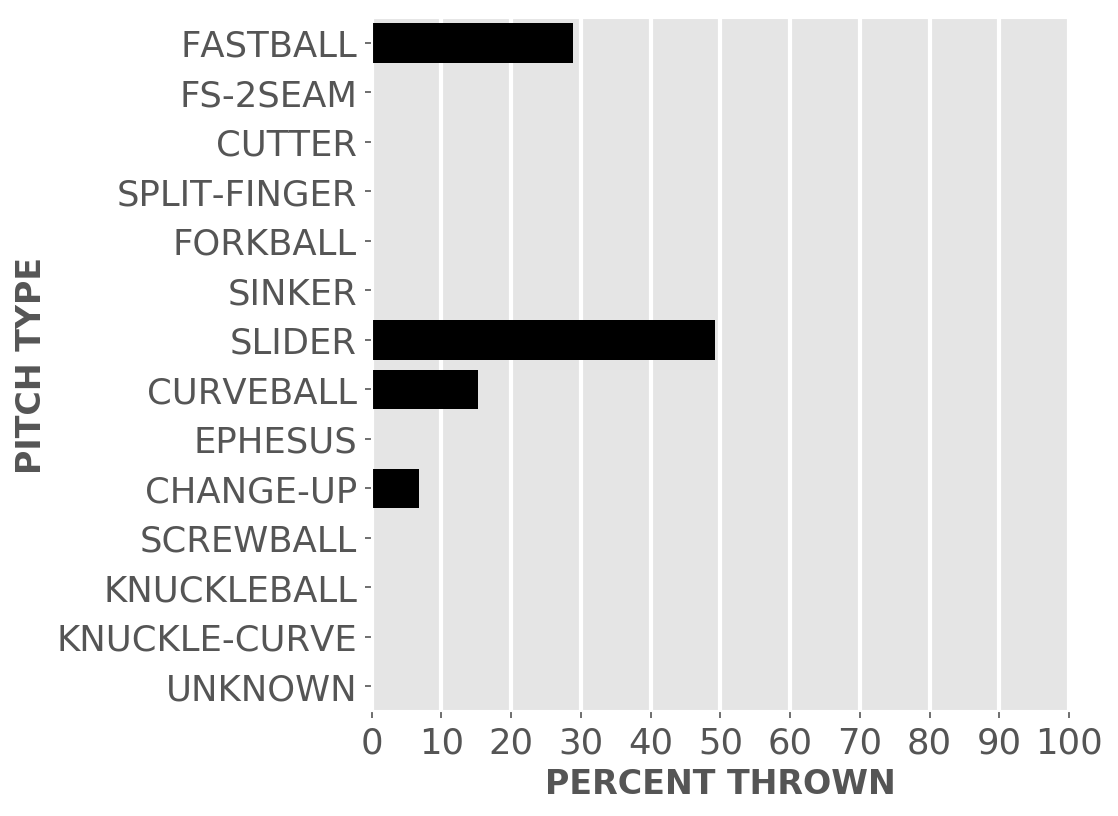 FASTBALL
FS-2SEAM
CUTTER
SPLIT-FINGER
FORKBALL
SINKER
SLIDER
CURVEBALL
EPHESUS
CHANGE-UP
SCREWBALL
KNUCKLEBALL
KNUCKLE-CURVE
UNKNOWN
PITCH TYPE
0 10 20 30 40 50 60 70 80 90 100
PERCENT THROWN